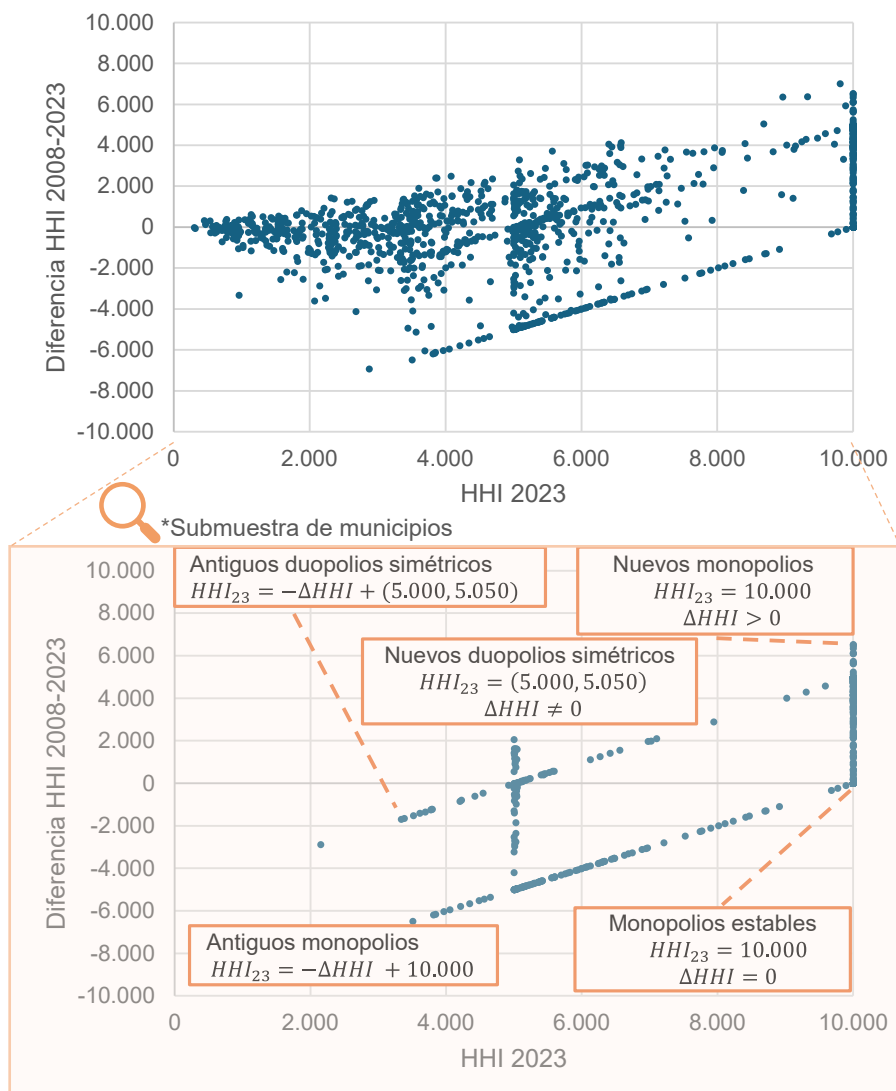 10.000
8.000
6.000
4.000
2.000
0
-2.000
-4.000
-6.000
-8.000
-10.000
Diferencia HHI 2008-2023
0 2.000 4.000 6.000 8.000 10.000
HHI 2023
*Submuestra de municipios
Antiguos duopolios simétricos
HHI₂₃ = −ΔHHI + (5.000, 5.050)
Nuevos monopolios
HHI₂₃ = 10.000
ΔHHI > 0
Nuevos duopolios simétricos
HHI₂₃ = (5.000, 5.050)
ΔHHI ≠ 0
10.000
8.000
6.000
4.000
2.000
0
-2.000
-4.000
-6.000
-8.000
-10.000
Diferencia HHI 2008-2023
Antiguos monopolios
HHI₂₃ = −ΔHHI + 10.000
Monopolios estables
HHI₂₃ = 10.000
ΔHHI = 0
0 2.000 4.000 6.000 8.000 10.000
HHI 2023